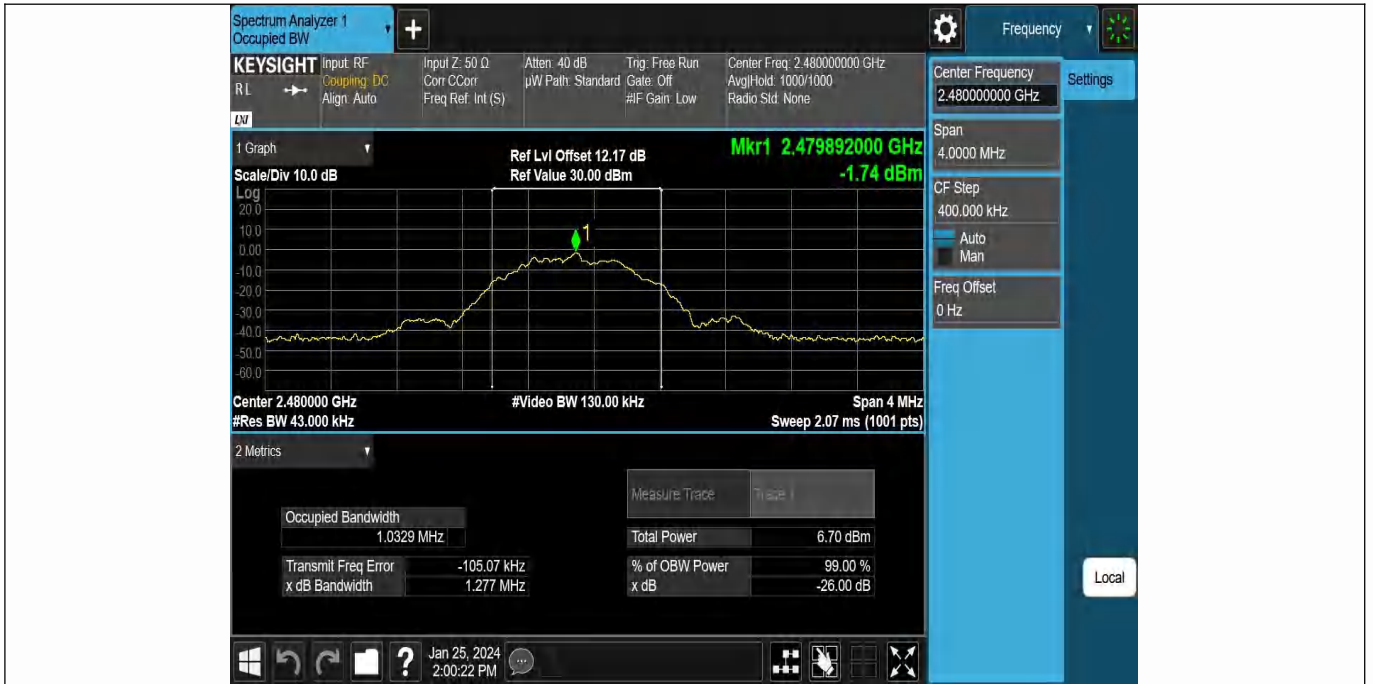 Spectrum Analyzer 1
Occupied BW
+
Frequency
KEYSIGHT
RL
LXI
Input: RF
Coupling: DC
Align: Auto
Input Z: 50 Ω
Corr CCorr
Freq Ref: Int (S)
Atten: 40 dB
µW Path: Standard
Trig: Free Run
Gate: Off
#IF Gain: Low
Center Freq: 2.480000000 GHz
Avg|Hold: 1000/1000
Radio Std: None
Center Frequency
2.480000000 GHz
Settings
Span
4.0000 MHz
CF Step
400.000 kHz
Auto
Man
Freq Offset
0 Hz
1 Graph
Scale/Div 10.0 dB
Ref Lvl Offset 12.17 dB
Ref Value 30.00 dBm
Mkr1 2.479892000 GHz
-1.74 dBm
Log
20.0
10.0
0.00
-10.0
-20.0
-30.0
-40.0
-50.0
-60.0
1
Center 2.480000 GHz
#Res BW 43.000 kHz
#Video BW 130.00 kHz
Span 4 MHz
Sweep 2.07 ms (1001 pts)
2 Metrics
Measure Trace
Trace 1
Occupied Bandwidth
1.0329 MHz
Total Power
6.70 dBm
Transmit Freq Error
-105.07 kHz
% of OBW Power
99.00 %
x dB Bandwidth
1.277 MHz
x dB
-26.00 dB
Local
?
Jan 25, 2024
2:00:22 PM